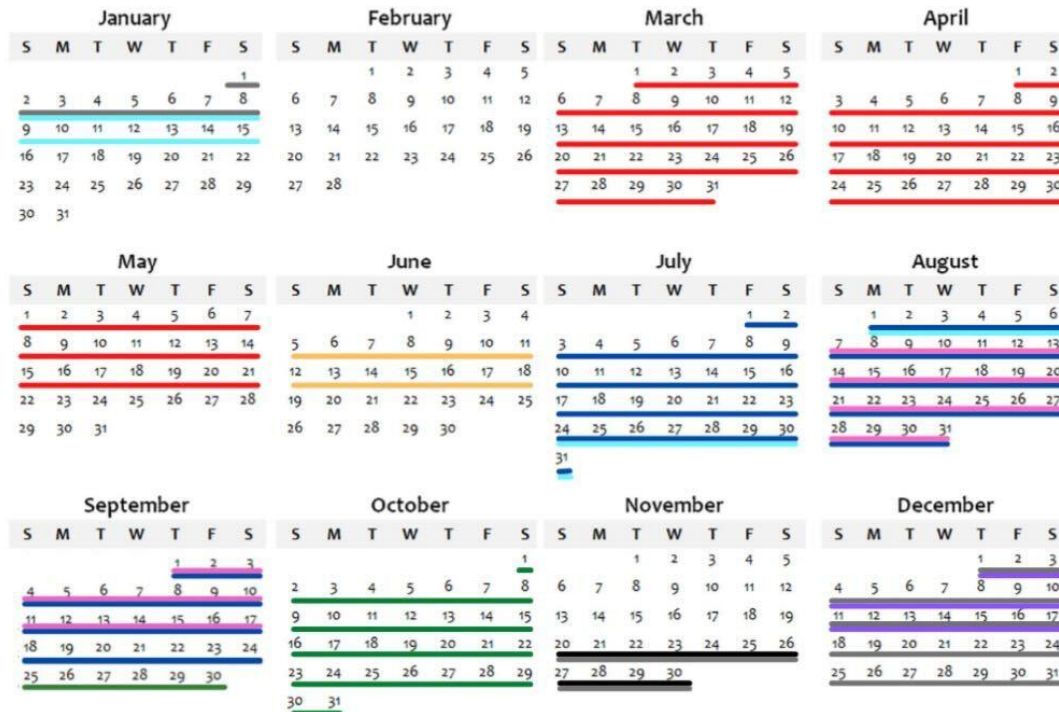 January February March April
S M T W T F S S M T W T F S S M T W T F S S M T W T F S
1 1 2 3 4 5 1 2 3 4 5 1 2
2 3 4 5 6 7 8 6 7 8 9 10 11 12 6 7 8 9 10 11 12 3 4 5 6 7 8 9
9 10 11 12 13 14 15 13 14 15 16 17 18 19 13 14 15 16 17 18 19 10 11 12 13 14 15 16
16 17 18 19 20 21 22 20 21 22 23 24 25 26 20 21 22 23 24 25 26 17 18 19 20 21 22 23
23 24 25 26 27 28 29 27 28 27 28 29 30 31 24 25 26 27 28 29 30
30 31
May June July August
S M T W T F S S M T W T F S S M T W T F S S M T W T F S
1 2 3 4 5 6 7 1 2 3 4 1 2 1 2 3 4 5 6
8 9 10 11 12 13 14 5 6 7 8 9 10 11 3 4 5 6 7 8 9 7 8 9 10 11 12 13
15 16 17 18 19 20 21 12 13 14 15 16 17 18 10 11 12 13 14 15 16 14 15 16 17 18 19 20
22 23 24 25 26 27 28 19 20 21 22 23 24 25 17 18 19 20 21 22 23 21 22 23 24 25 26 27
29 30 31 26 27 28 29 30 24 25 26 27 28 29 30 28 29 30 31
31
September October November December
S M T W T F S S M T W T F S S M T W T F S S M T W T F S
1 2 3 1 1 2 3 4 5 1 2 3
4 5 6 7 8 9 10 2 3 4 5 6 7 8 6 7 8 9 10 11 12 4 5 6 7 8 9 10
11 12 13 14 15 16 17 9 10 11 12 13 14 15 13 14 15 16 17 18 19 11 12 13 14 15 16 17
18 19 20 21 22 23 24 16 17 18 19 20 21 22 20 21 22 23 24 25 26 18 19 20 21 22 23 24
25 26 27 28 29 30 23 24 25 26 27 28 29 27 28 29 30 25 26 27 28 29 30 31
30 31